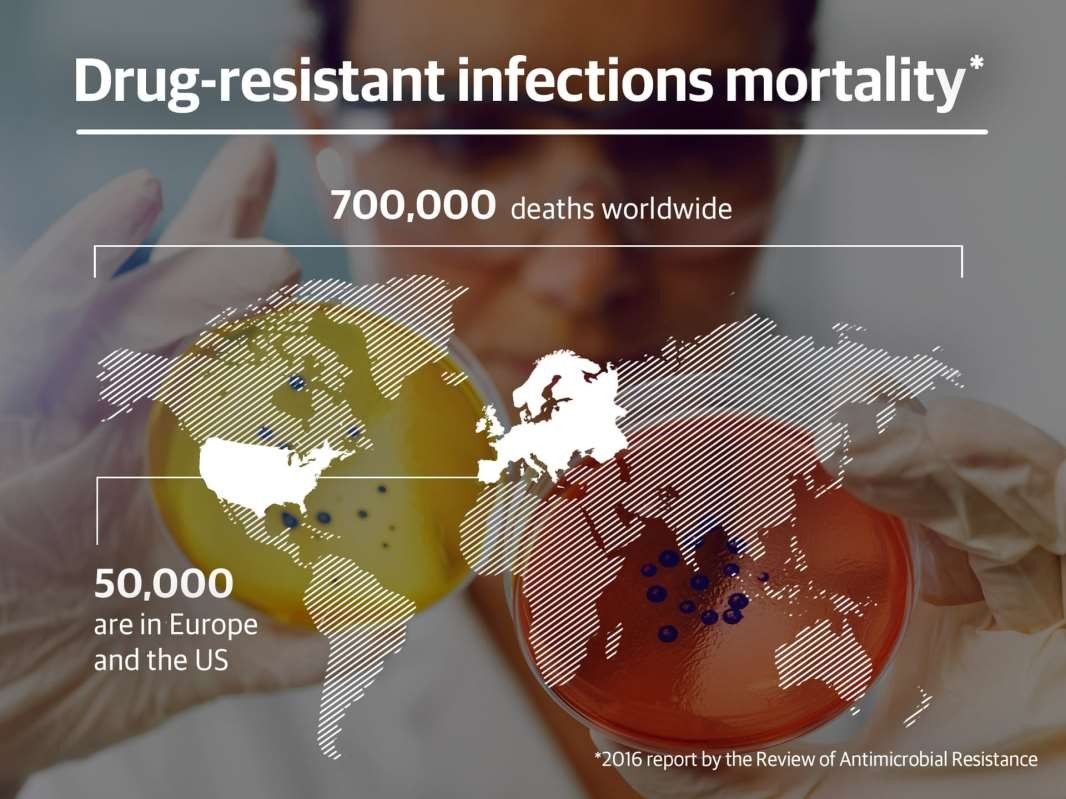 Drug-resistant infections mortality*
700,000 deaths worldwide
50,000
are in Europe
and the US
*2016 report by the Review of Antimicrobial Resistance